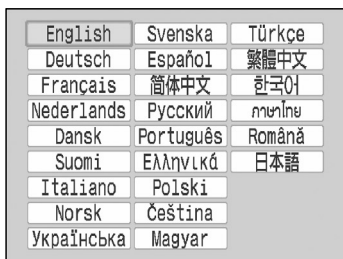 English Svenska Türkçe
Deutsch Español 繁體中文
Français 简体中文 한국어
Nederlands Русский ภาษาไทย
Dansk Português Română
Suomi Ελληνικά 日本語
Italiano Polski
Norsk Čeština
Українська Magyar